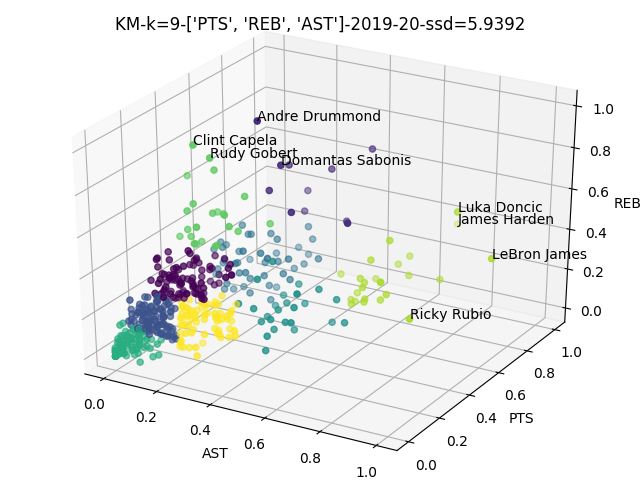 KM-k=9-['PTS', 'REB', 'AST']-2019-20-ssd=5.9392
Andre Drummond
Clint Capela
Rudy Gobert
Domantas Sabonis
Luka Doncic
James Harden
LeBron James
Ricky Rubio
1.0
0.8
0.6
0.4
0.2
0.0
REB
0.0
0.2
0.4
0.6
0.8
1.0
AST
0.0
0.2
0.4
0.6
0.8
1.0
PTS